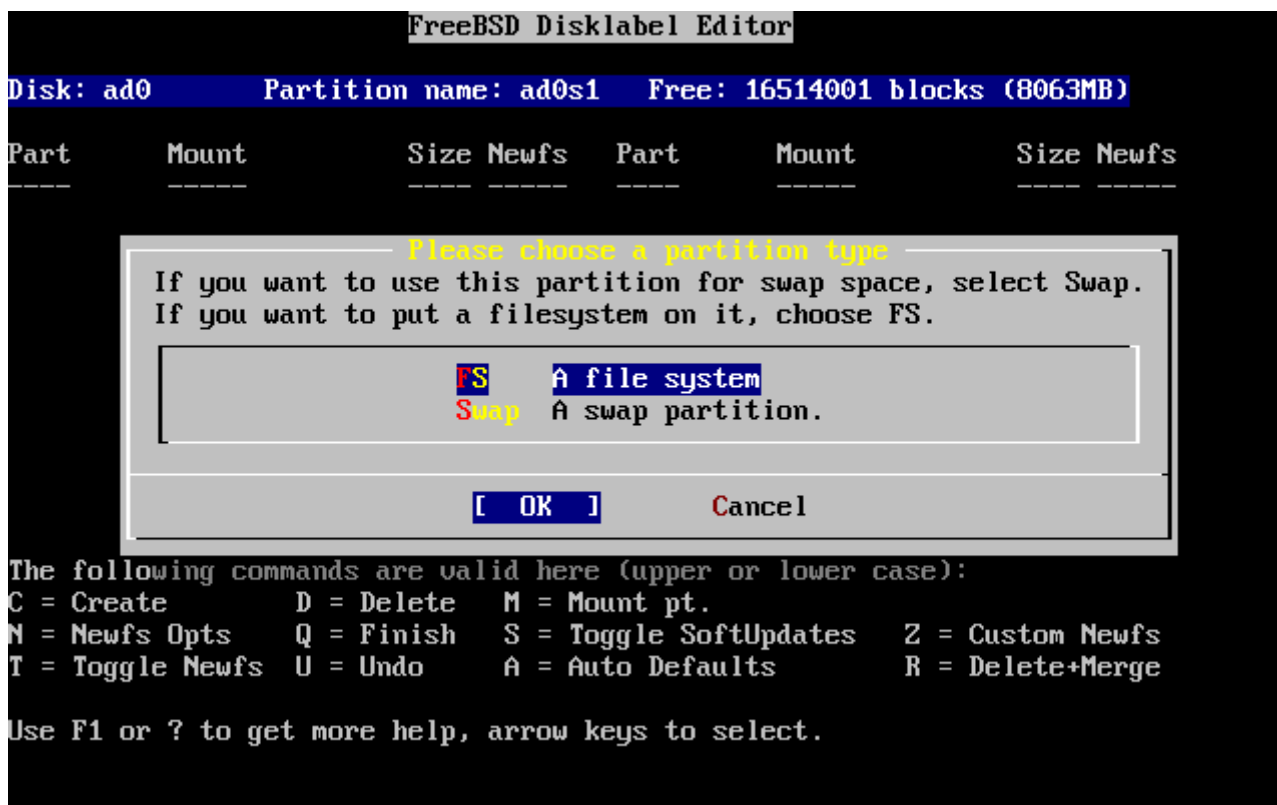 FreeBSD Disklabel Editor
Disk: ad0 Partition name: ad0s1 Free: 16514001 blocks (8063MB)
Part Mount Size Newfs Part Mount Size Newfs
---- ----- ---- ----- ---- ----- ---- -----
Please choose a partition type
If you want to use this partition for swap space, select Swap.
If you want to put a filesystem on it, choose FS.
FS A file system
Swap A swap partition.
[ OK ] Cancel
The following commands are valid here (upper or lower case):
C = Create D = Delete M = Mount pt.
N = Newfs Opts Q = Finish S = Toggle SoftUpdates Z = Custom Newfs
T = Toggle Newfs U = Undo A = Auto Defaults R = Delete+Merge
Use F1 or ? to get more help, arrow keys to select.